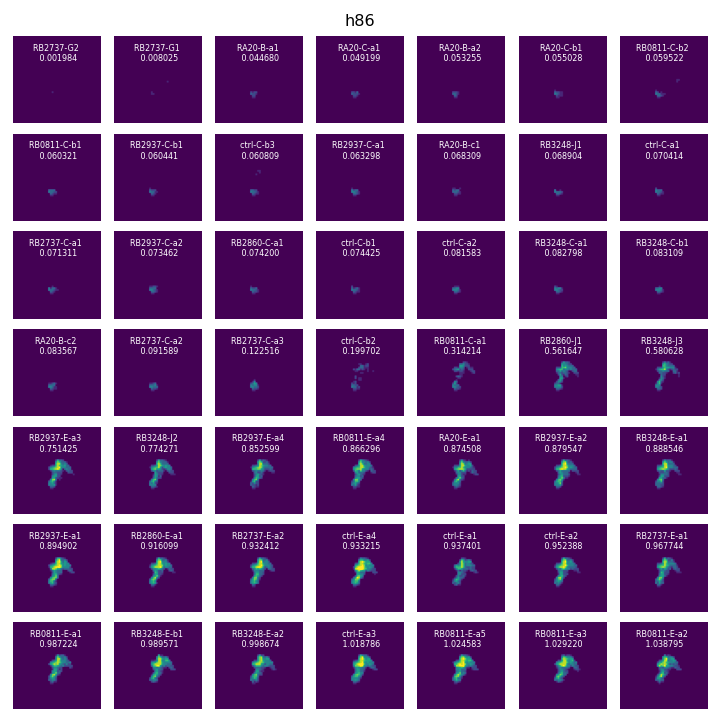 h86
RB2737-G2
0.001984
RB2737-G1
0.008025
RA20-B-a1
0.044680
RA20-C-a1
0.049199
RA20-B-a2
0.053255
RA20-C-b1
0.055028
RB0811-C-b2
0.059522
RB0811-C-b1
0.060321
RB2937-C-b1
0.060441
ctrl-C-b3
0.060809
RB2937-C-a1
0.063298
RA20-B-c1
0.068309
RB3248-J1
0.068904
ctrl-C-a1
0.070414
RB2737-C-a1
0.071311
RB2937-C-a2
0.073462
RB2860-C-a1
0.074200
ctrl-C-b1
0.074425
ctrl-C-a2
0.081583
RB3248-C-a1
0.082798
RB3248-C-b1
0.083109
RA20-B-c2
0.083567
RB2737-C-a2
0.091589
RB2737-C-a3
0.122516
ctrl-C-b2
0.199702
RB0811-C-a1
0.314214
RB2860-J1
0.561647
RB3248-J3
0.580628
RB2937-E-a3
0.751425
RB3248-J2
0.774271
RB2937-E-a4
0.852599
RB0811-E-a4
0.866296
RA20-E-a1
0.874508
RB2937-E-a2
0.879547
RB3248-E-a1
0.888546
RB2937-E-a1
0.894902
RB2860-E-a1
0.916099
RB2737-E-a2
0.932412
ctrl-E-a4
0.933215
ctrl-E-a1
0.937401
ctrl-E-a2
0.952388
RB2737-E-a1
0.967744
RB0811-E-a1
0.987224
RB3248-E-b1
0.989571
RB3248-E-a2
0.998674
ctrl-E-a3
1.018786
RB0811-E-a5
1.024583
RB0811-E-a3
1.029220
RB0811-E-a2
1.038795